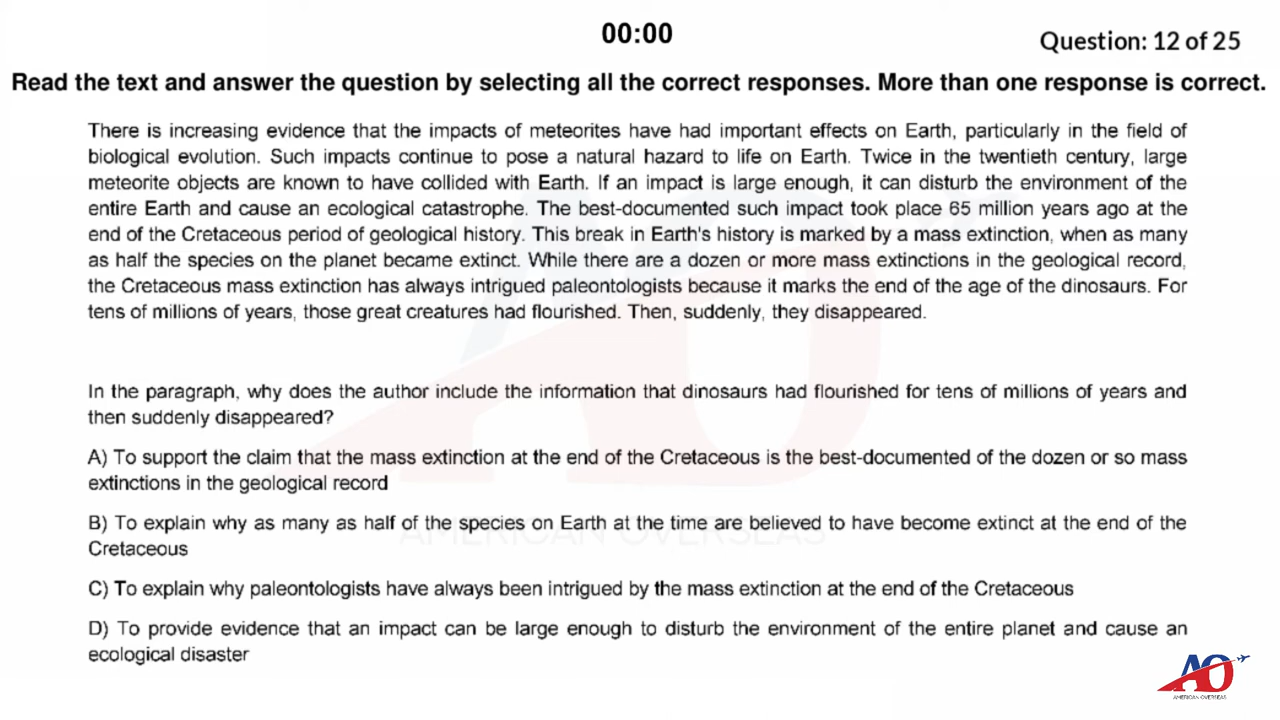 00:00
Question: 12 of 25
Read the text and answer the question by selecting all the correct responses. More than one response is correct.
There is increasing evidence that the impacts of meteorites have had important effects on Earth, particularly in the field of
biological evolution. Such impacts continue to pose a natural hazard to life on Earth. Twice in the twentieth century, large
meteorite objects are known to have collided with Earth. If an impact is large enough, it can disturb the environment of the
entire Earth and cause an ecological catastrophe. The best-documented such impact took place 65 million years ago at the
end of the Cretaceous period of geological history. This break in Earth's history is marked by a mass extinction, when as many
as half the species on the planet became extinct. While there are a dozen or more mass extinctions in the geological record,
the Cretaceous mass extinction has always intrigued paleontologists because it marks the end of the age of the dinosaurs. For
tens of millions of years, those great creatures had flourished. Then, suddenly, they disappeared.
In the paragraph, why does the author include the information that dinosaurs had flourished for tens of millions of years and
then suddenly disappeared?
A) To support the claim that the mass extinction at the end of the Cretaceous is the best-documented of the dozen or so mass
extinctions in the geological record
B) To explain why as many as half of the species on Earth at the time are believed to have become extinct at the end of the
Cretaceous
AMERICAN OVERSEAS
C) To explain why paleontologists have always been intrigued by the mass extinction at the end of the Cretaceous
D) To provide evidence that an impact can be large enough to disturb the environment of the entire planet and cause an
ecological disaster
AO
AMERICAN OVERSEAS